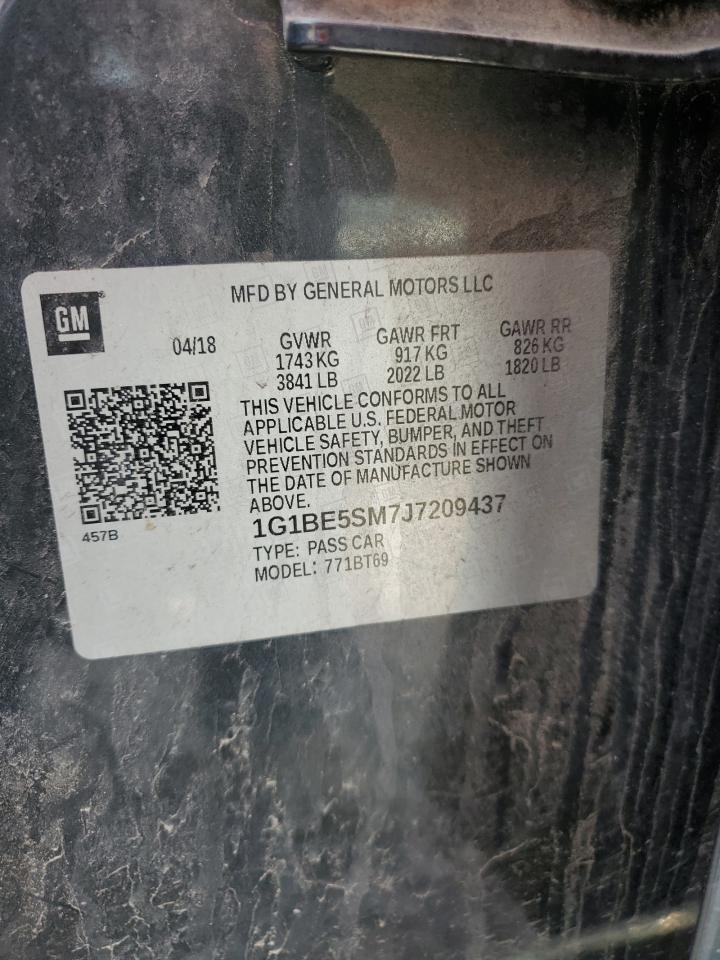 MFD BY GENERAL MOTORS LLC
GM
04/18
GVWR
1743 KG
3841 LB
GAWR FRT
917 KG
2022 LB
GAWR RR
826 KG
1820 LB
THIS VEHICLE CONFORMS TO ALL
APPLICABLE U.S. FEDERAL MOTOR
VEHICLE SAFETY, BUMPER, AND THEFT
PREVENTION STANDARDS IN EFFECT ON
THE DATE OF MANUFACTURE SHOWN
ABOVE.
457B
1G1BE5SM7J7209437
TYPE: PASS CAR
MODEL: 771BT69